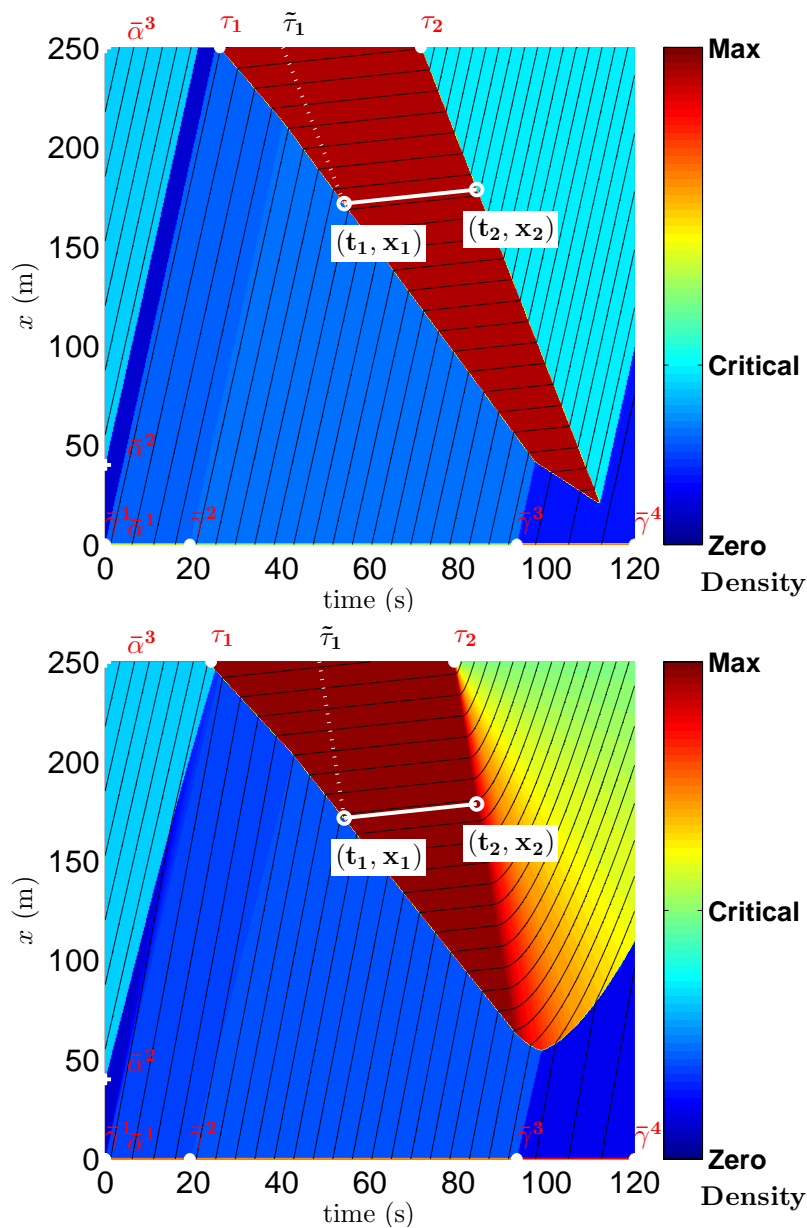 ᾱ³ τ₁ τ̃₁ τ₂
250 Max
200
(t₁, x₁) (t₂, x₂)
150
x (m)
100 Critical
50 ᾱ²
γ̄¹ ᾱ¹ γ̄² γ̄³ γ̄⁴
0 Zero
0 20 40 60 80 100 120 Density
time (s)
ᾱ³ τ₁ τ̃₁ τ₂
250 Max
200
(t₁, x₁) (t₂, x₂)
150
x (m)
Critical
100
50 ᾱ²
γ̄¹ ᾱ¹ γ̄² γ̄³ γ̄⁴
0 Zero
0 20 40 60 80 100 120 Density
time (s)